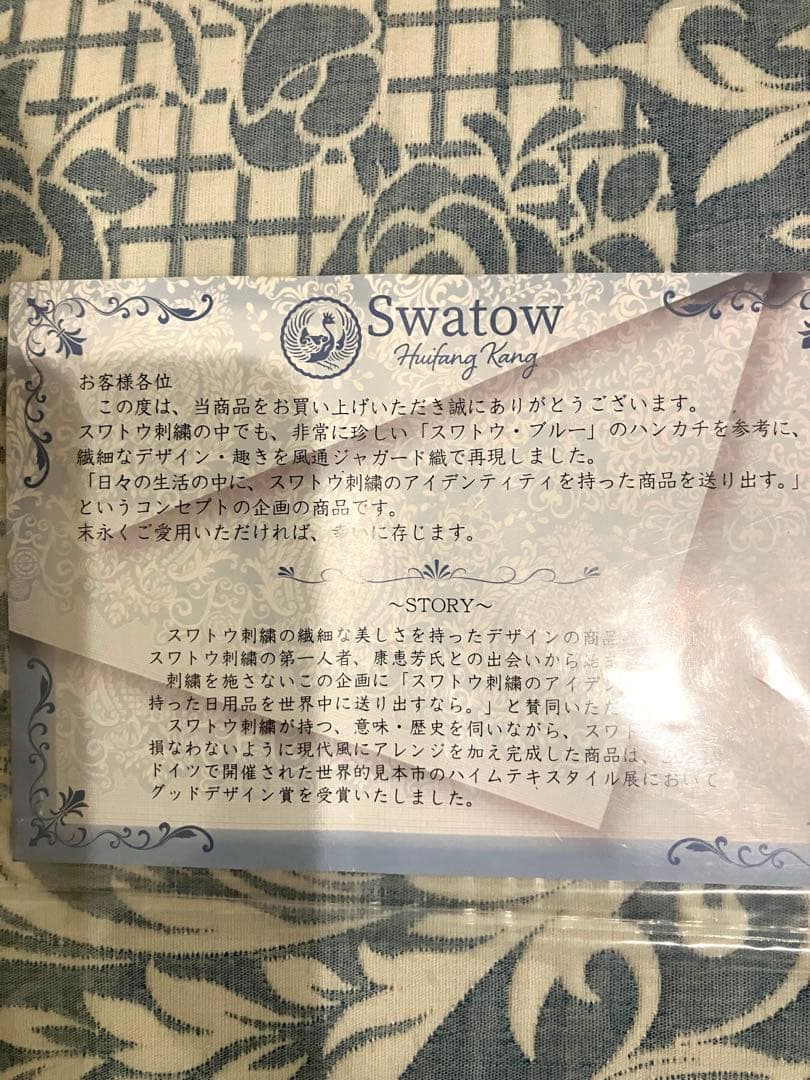 Swatow
Huifang Kang
お客様各位
この度は、当商品をお買い上げいただき誠にありがとうございます。
スワトウ刺繍の中でも、非常に珍しい「スワトウ・ブルー」のハンカチを参考に、
繊細なデザイン・趣きを風通ジャガード織で再現しました。
「日々の生活の中に、スワトウ刺繍のアイデンティティを持った商品を送り出す。」
というコンセプトの企画の商品です。
末永くご愛用いただければ、幸いに存じます。
~STORY~
スワトウ刺繍の繊細な美しさを持ったデザインの商品
スワトウ刺繍の第一人者、康恵芳氏との出会いから始ま
刺繍を施さないこの企画に「スワトウ刺繍のアイデン
持った日用品を世界中に送り出すなら。」と賛同いただ
スワトウ刺繍が持つ、意味・歴史を伺いながら、スワト
損なわないように現代風にアレンジを加え完成した商品は、
ドイツで開催された世界的見本市のハイムテキスタイル展において
グッドデザイン賞を受賞いたしました。